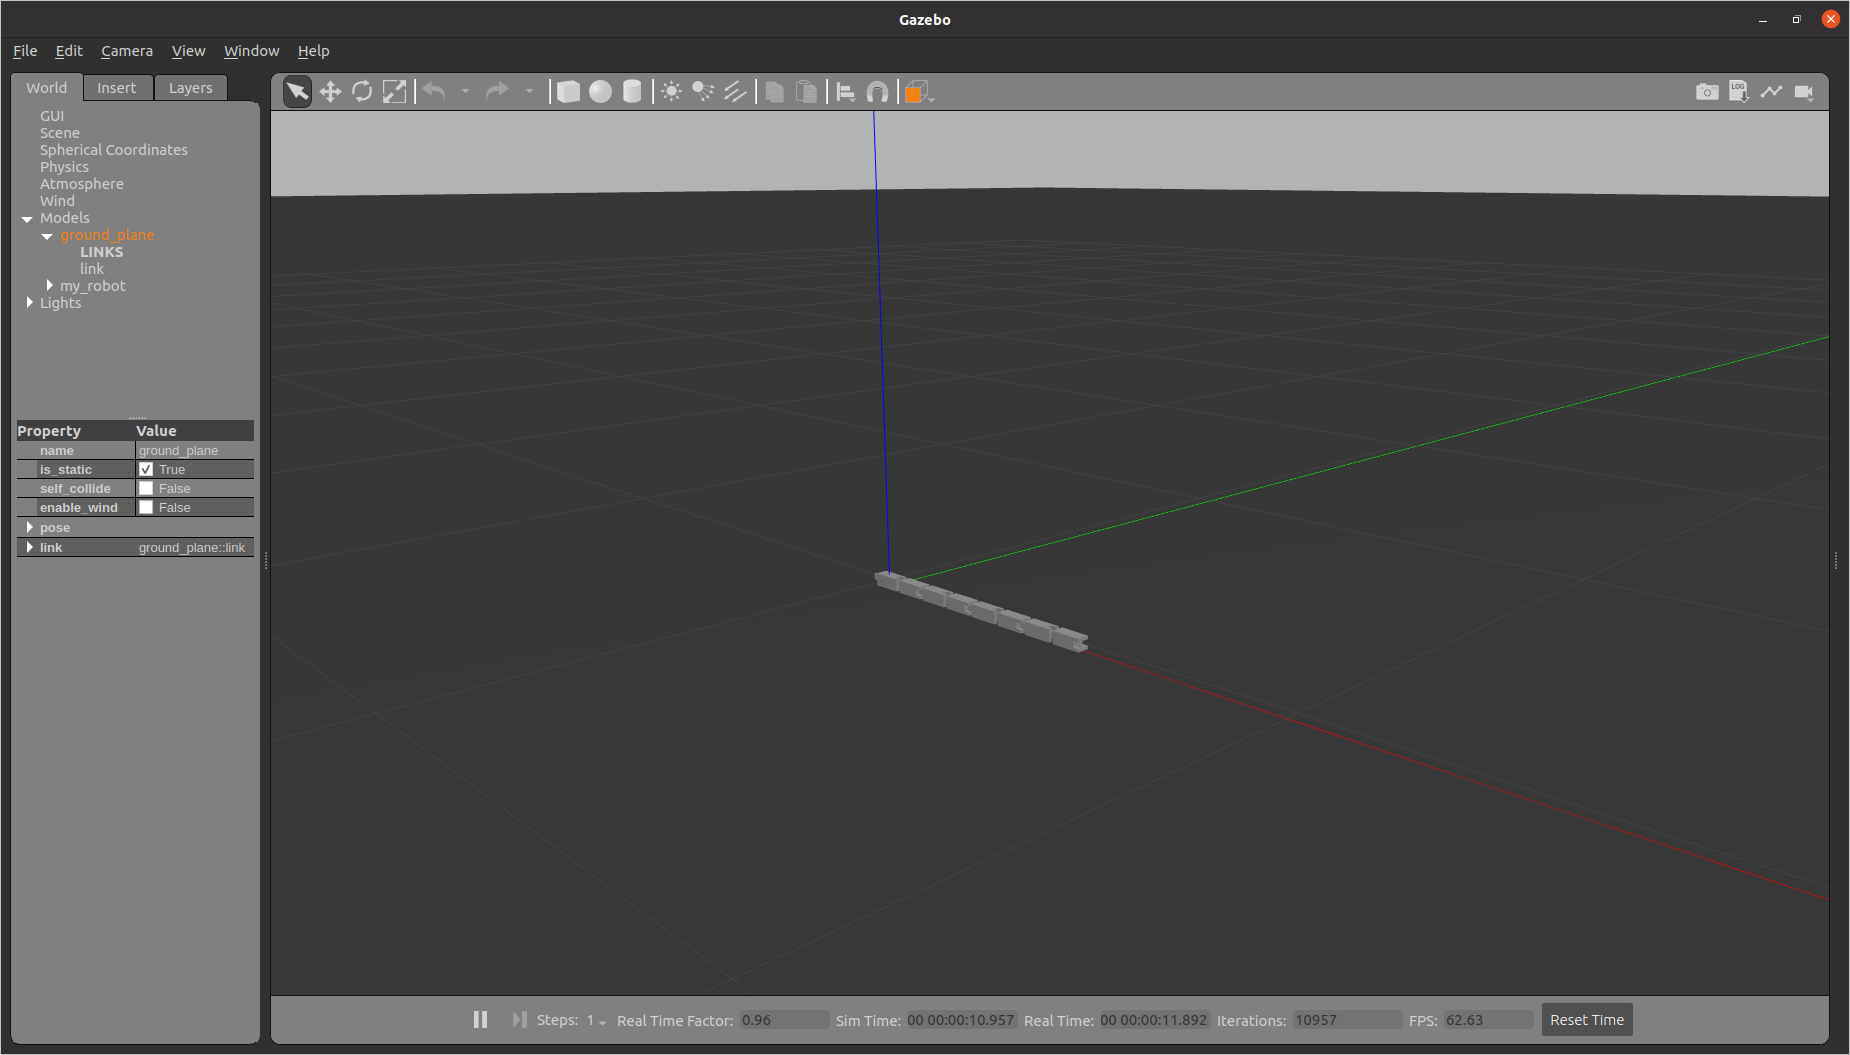 Gazebo
File Edit Camera View Window Help
World Insert Layers
LOG
GUI
Scene
Spherical Coordinates
Physics
Atmosphere
Wind
Models
ground_plane
LINKS
link
my_robot
Lights
Property Value
name ground_plane
is_static True
self_collide False
enable_wind False
pose
link ground_plane::link
Steps: 1 Real Time Factor: 0.96 Sim Time: 00 00:00:10.957 Real Time: 00 00:00:11.892 Iterations: 10957 FPS: 62.63 Reset Time